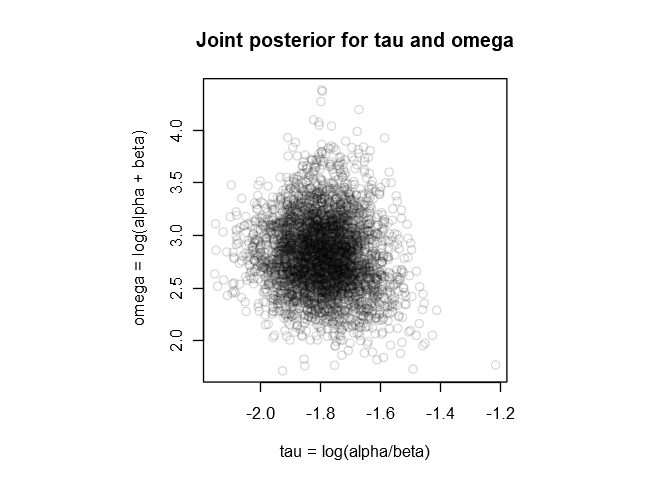 Joint posterior for tau and omega
omega = log(alpha + beta)
4.0
3.5
3.0
2.5
2.0
-2.0 -1.8 -1.6 -1.4 -1.2
tau = log(alpha/beta)